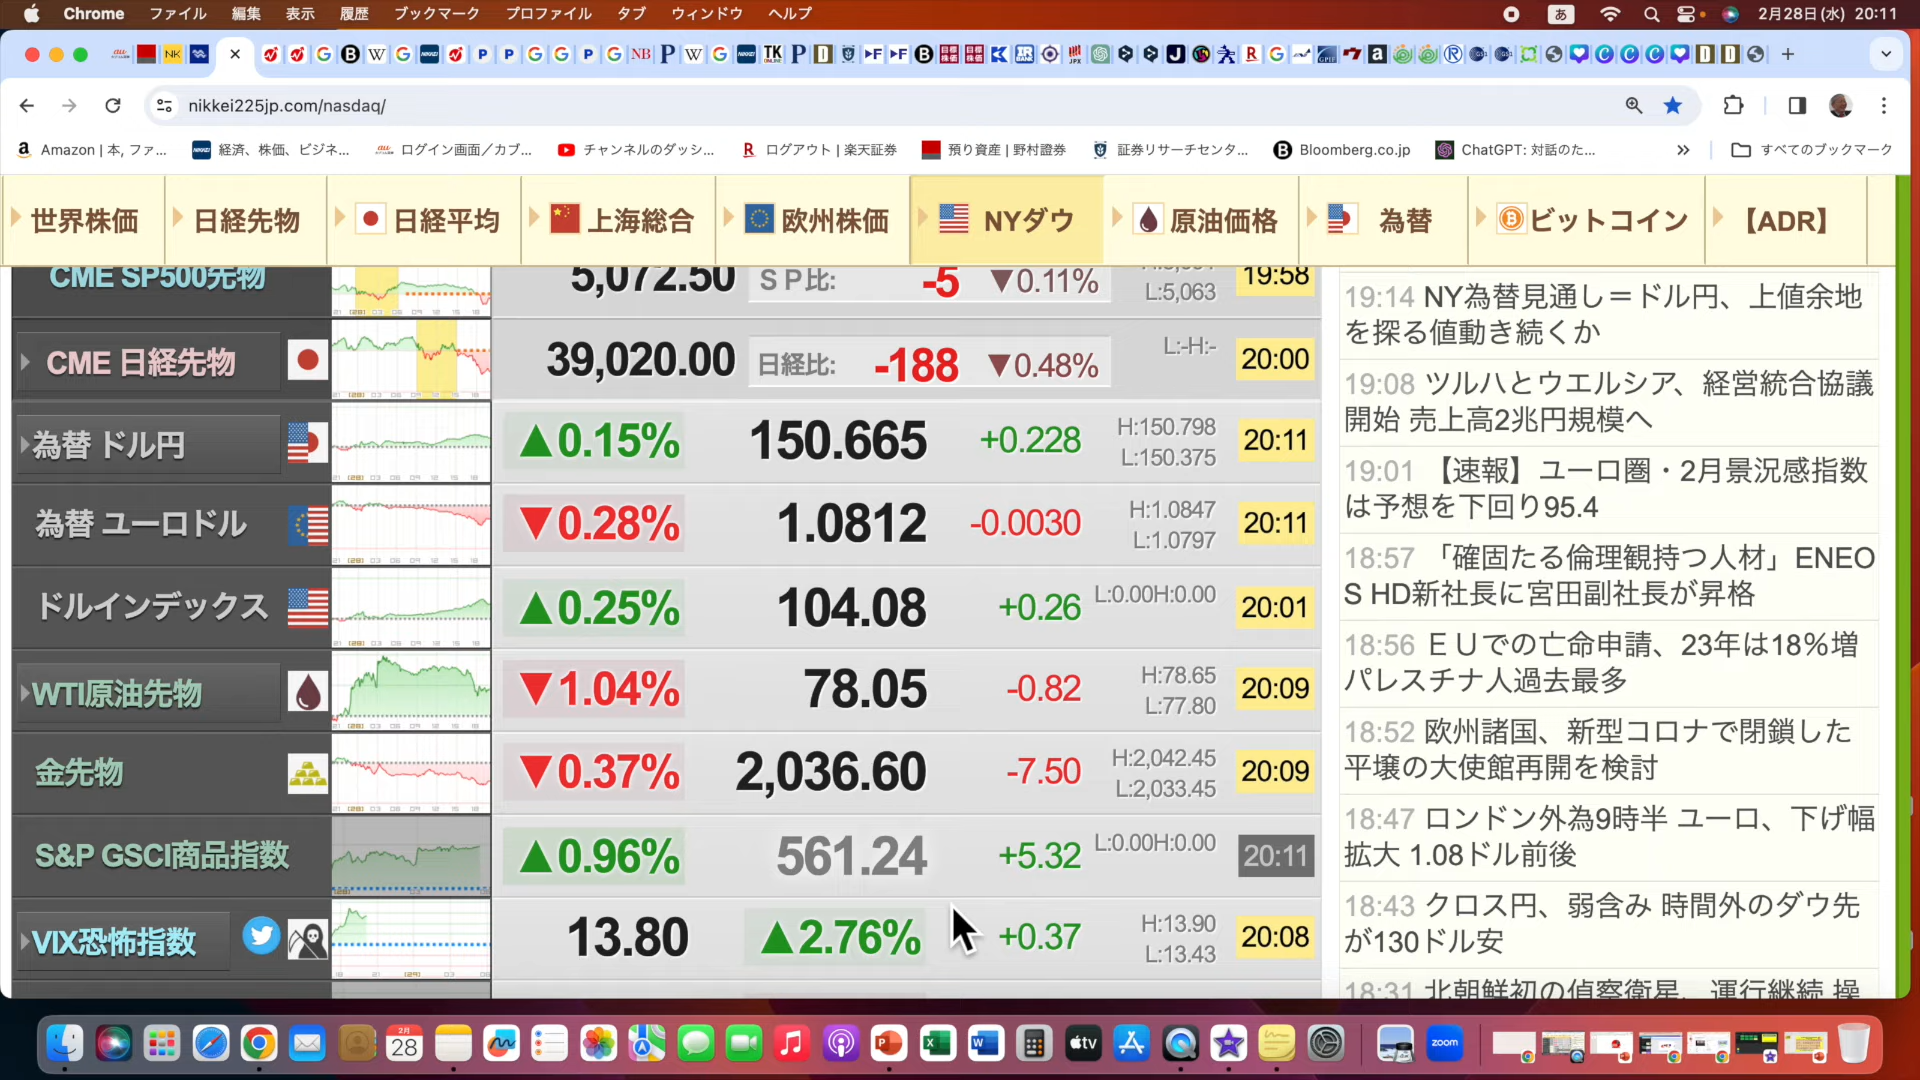 Chrome ファイル 編集 表示 履歴 ブックマーク プロファイル タブ ウィンドウ ヘルプ
あ 2月28日(水) 20:11
nikkei225jp.com/nasdaq/
Amazon | 本, ファ... 経済、株価、ビジネ... ログイン画面／カブ... チャンネルのダッシ... ログアウト | 楽天証券 預り資産 | 野村證券 証券リサーチセンタ... Bloomberg.co.jp ChatGPT: 対話のた... すべてのブックマーク
世界株価 日経先物 日経平均 上海総合 欧州株価 NYダウ 原油価格 為替 ビットコイン 【ADR】
CME SP500先物 5,072.50 ＳＰ比: -5 ▼0.11% L:5,063 19:58
CME 日経先物 39,020.00 日経比: -188 ▼0.48% L:-H:- 20:00
為替 ドル円 ▲0.15% 150.665 +0.228 H:150.798 L:150.375 20:11
為替 ユーロドル ▼0.28% 1.0812 -0.0030 H:1.0847 L:1.0797 20:11
ドルインデックス ▲0.25% 104.08 +0.26 L:0.00H:0.00 20:01
WTI原油先物 ▼1.04% 78.05 -0.82 H:78.65 L:77.80 20:09
金先物 ▼0.37% 2,036.60 -7.50 H:2,042.45 L:2,033.45 20:09
S&P GSCI商品指数 ▲0.96% 561.24 +5.32 L:0.00H:0.00 20:11
VIX恐怖指数 13.80 ▲2.76% +0.37 H:13.90 L:13.43 20:08
19:14 NY為替見通し＝ドル円、上値余地
を探る値動き続くか
19:08 ツルハとウエルシア、経営統合協議
開始 売上高2兆円規模へ
19:01 【速報】ユーロ圏・2月景況感指数
は予想を下回り95.4
18:57 「確固たる倫理観持つ人材」ENEO
S HD新社長に宮田副社長が昇格
18:56 ＥＵでの亡命申請、23年は18％増
パレスチナ人過去最多
18:52 欧州諸国、新型コロナで閉鎖した
平壌の大使館再開を検討
18:47 ロンドン外為9時半 ユーロ、下げ幅
拡大 1.08ドル前後
18:43 クロス円、弱含み 時間外のダウ先
が130ドル安
18:31 北朝鮮初の偵察衛星、運行継続 操
2月
28
tv
zoom